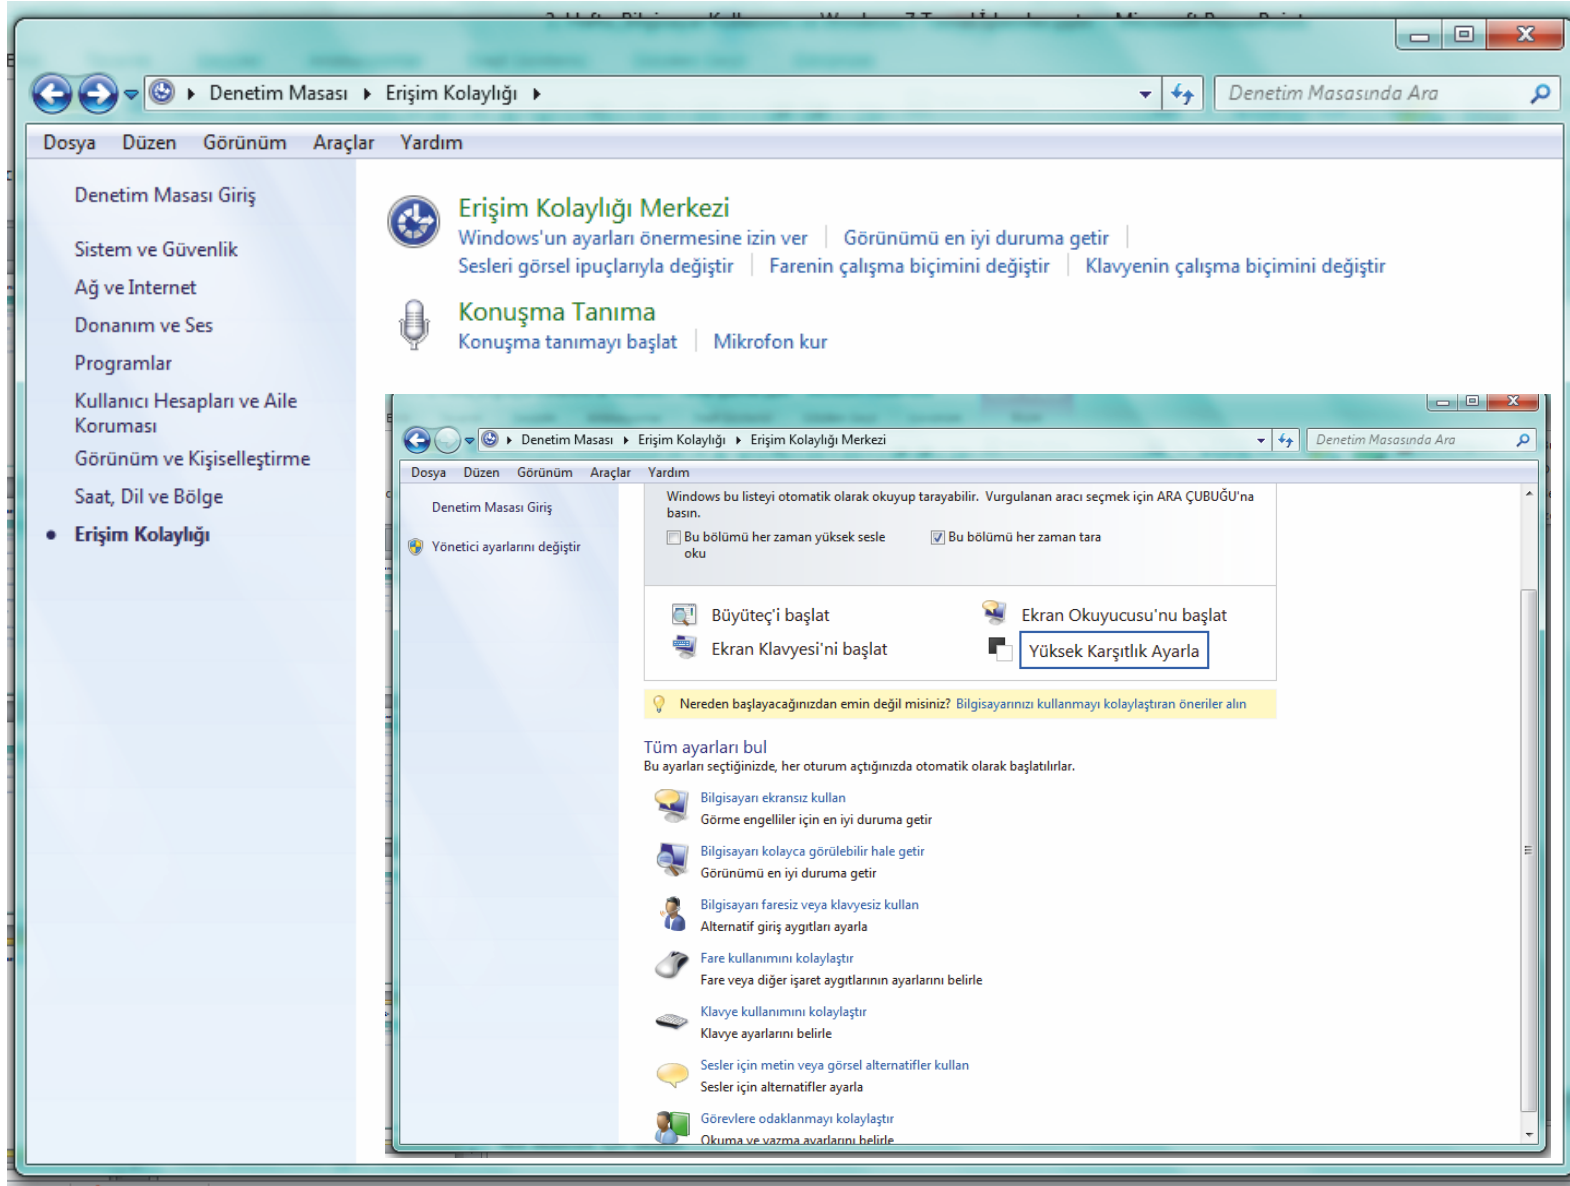 Denetim Masası Erişim Kolaylığı
Denetim Masasında Ara
Dosya Düzen Görünüm Araçlar Yardım
Denetim Masası Giriş
Sistem ve Güvenlik
Ağ ve Internet
Donanım ve Ses
Programlar
Kullanıcı Hesapları ve Aile
Koruması
Görünüm ve Kişiselleştirme
Saat, Dil ve Bölge
Erişim Kolaylığı
Erişim Kolaylığı Merkezi
Windows'un ayarları önermesine izin ver Görünümü en iyi duruma getir
Sesleri görsel ipuçlarıyla değiştir Farenin çalışma biçimini değiştir Klavyenin çalışma biçimini değiştir
Konuşma Tanıma
Konuşma tanımayı başlat Mikrofon kur
Denetim Masası Erişim Kolaylığı Erişim Kolaylığı Merkezi
Denetim Masasında Ara
Dosya Düzen Görünüm Araçlar Yardım
Denetim Masası Giriş
Yönetici ayarlarını değiştir
Windows bu listeyi otomatik olarak okuyup tarayabilir. Vurgulanan aracı seçmek için ARA ÇUBUĞU'na
basın.
Bu bölümü her zaman yüksek sesle
oku
Bu bölümü her zaman tara
Büyüteç'i başlat
Ekran Okuyucusu'nu başlat
Ekran Klavyesi'ni başlat
Yüksek Karşıtlık Ayarla
Nereden başlayacağınızdan emin değil misiniz? Bilgisayarınızı kullanmayı kolaylaştıran öneriler alın
Tüm ayarları bul
Bu ayarları seçtiğinizde, her oturum açtığınızda otomatik olarak başlatılırlar.
Bilgisayarı ekransız kullan
Görme engelliler için en iyi duruma getir
Bilgisayarı kolayca görülebilir hale getir
Görünümü en iyi duruma getir
Bilgisayarı faresiz veya klavyesiz kullan
Alternatif giriş aygıtları ayarla
Fare kullanımını kolaylaştır
Fare veya diğer işaret aygıtlarının ayarlarını belirle
Klavye kullanımını kolaylaştır
Klavye ayarlarını belirle
Sesler için metin veya görsel alternatifler kullan
Sesler için alternatifler ayarla
Görevlere odaklanmayı kolaylaştır
Okuma ve yazma ayarlarını belirle